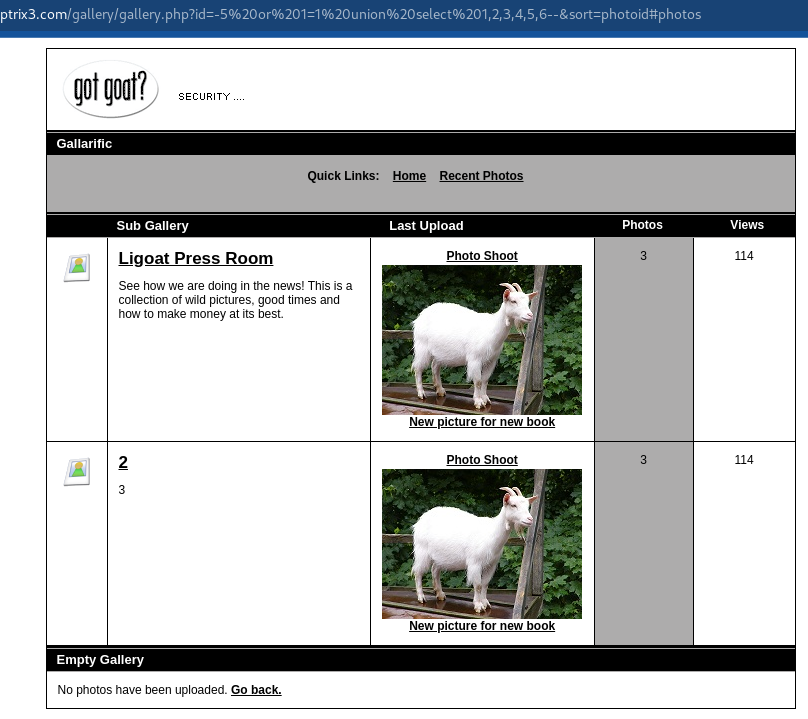 ptrix3.com/gallery/gallery.php?id=-5%20or%201=1%20union%20select%201,2,3,4,5,6--&sort=photoid#photos
got goat?
SECURITY ....
Gallarific
Quick Links: Home Recent Photos
Sub Gallery Last Upload Photos Views
Ligoat Press Room
See how we are doing in the news! This is a
collection of wild pictures, good times and
how to make money at its best.
Photo Shoot
New picture for new book
3
114
2
3
Photo Shoot
New picture for new book
3
114
Empty Gallery
No photos have been uploaded. Go back.